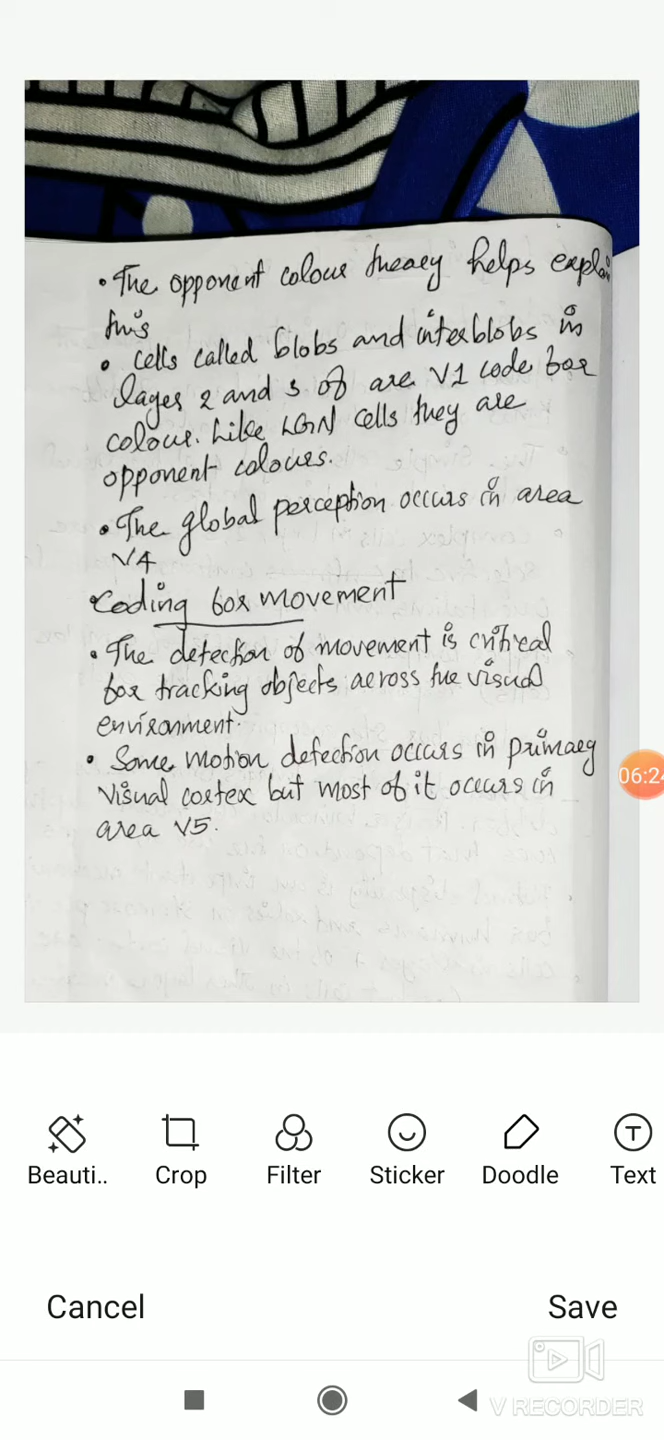 • The opponent colour theory helps explai
this
• Cells called blobs and interblobs in
layes 2 and 3 of are V1 code for
colour. Like LGN cells they are
opponent colours.
• The global perception occurs in area
V4
• Coding for movement
• The detection of movement is critical
for tracking objects across the visual
environment.
• Some motion detection occurs in primary
visual cortex but most of it occurs in
area V5.
06:24
Beauti..
Crop
Filter
Sticker
Doodle
Text
Cancel
Save
V RECORDER